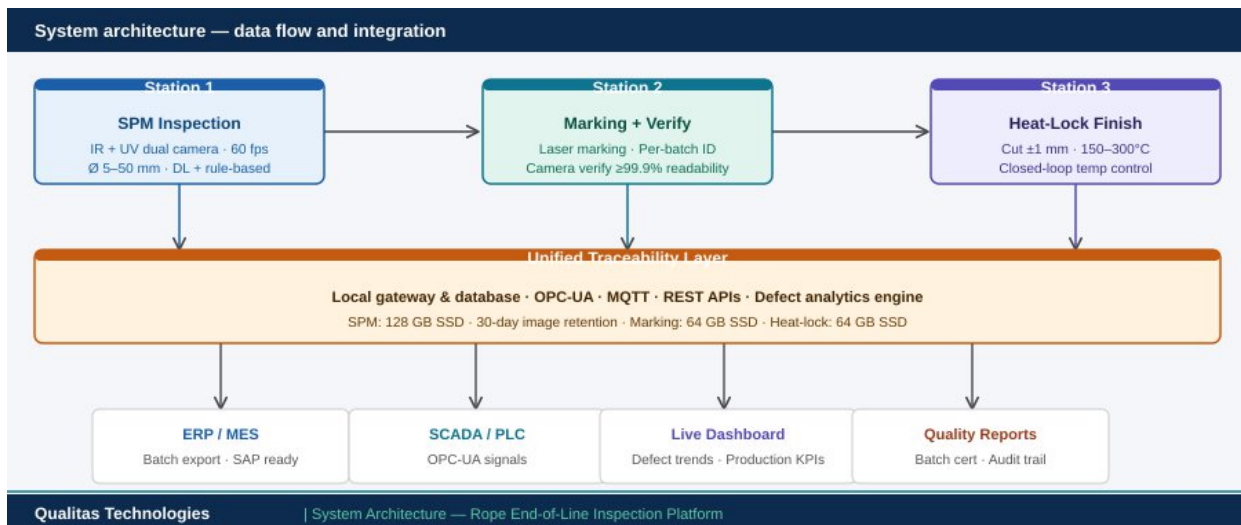 System architecture — data flow and integration
Station 1
Station 2
Station 3
SPM Inspection
IR + UV dual camera · 60 fps
Ø 5–50 mm · DL + rule-based
Marking + Verify
Laser marking · Per-batch ID
Camera verify ≥99.9% readability
Heat-Lock Finish
Cut ±1 mm · 150–300°C
Closed-loop temp control
Unified Traceability Layer
Local gateway & database · OPC-UA · MQTT · REST APIs · Defect analytics engine
SPM: 128 GB SSD · 30-day image retention · Marking: 64 GB SSD · Heat-lock: 64 GB SSD
ERP / MES
Batch export · SAP ready
SCADA / PLC
OPC-UA signals
Live Dashboard
Defect trends · Production KPIs
Quality Reports
Batch cert · Audit trail
Qualitas Technologies | System Architecture — Rope End-of-Line Inspection Platform